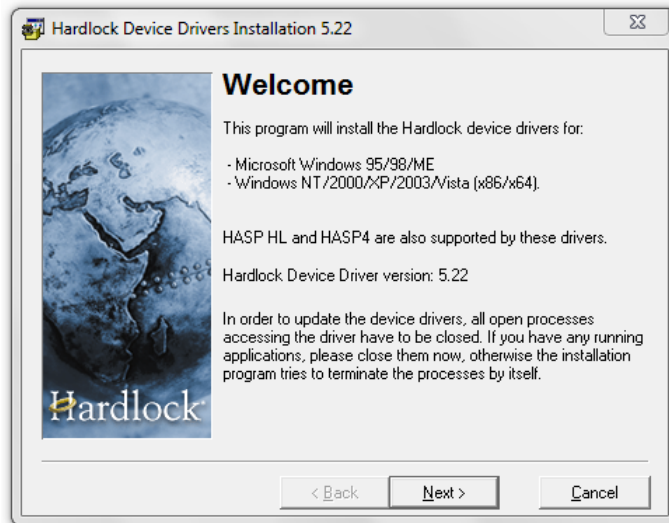 Hardlock Device Drivers Installation 5.22
Welcome
This program will install the Hardlock device drivers for:
- Microsoft Windows 95/98/ME
- Windows NT/2000/XP/2003/Vista (x86/x64).
HASP HL and HASP4 are also supported by these drivers.
Hardlock Device Driver version: 5.22
In order to update the device drivers, all open processes
accessing the driver have to be closed. If you have any running
applications, please close them now, otherwise the installation
program tries to terminate the processes by itself.
Hardlock
< Back
Next >
Cancel